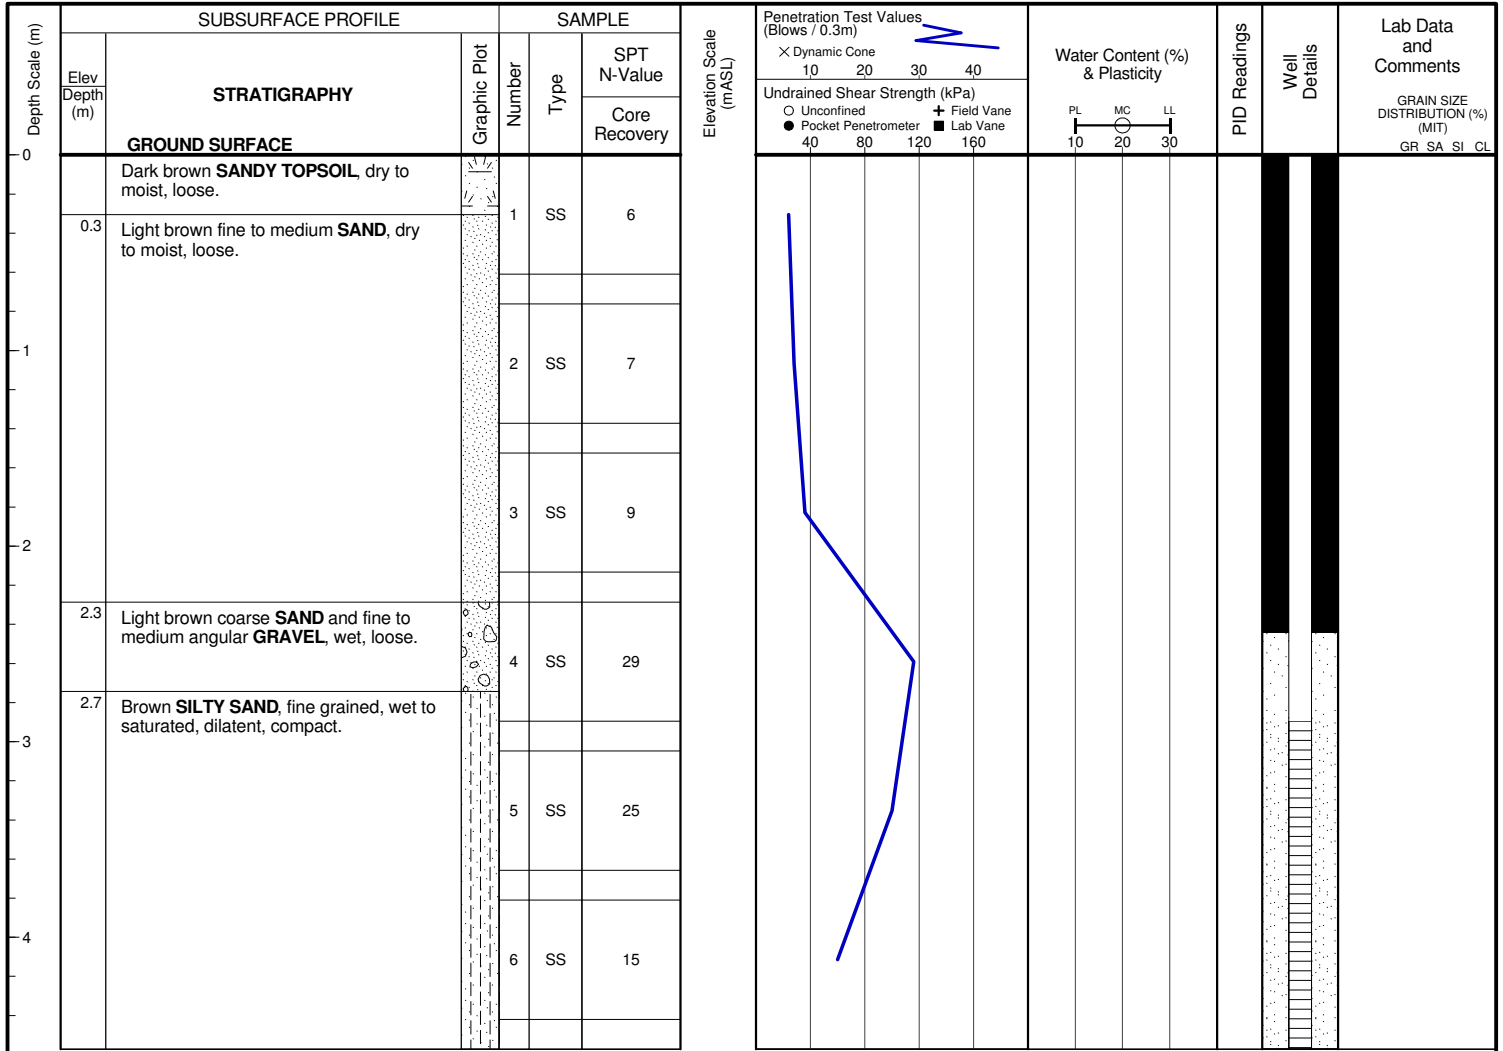 SUBSURFACE PROFILE
SAMPLE
Depth Scale (m)
Elev
Depth
(m)
STRATIGRAPHY
GROUND SURFACE
Graphic Plot
Number
Type
SPT
N-Value
Core
Recovery
Elevation Scale
(mASL)
Penetration Test Values
(Blows / 0.3m)
× Dynamic Cone
10 20 30 40
Undrained Shear Strength (kPa)
Unconfined
+ Field Vane
Pocket Penetrometer
Lab Vane
40 80 120 160
Water Content (%)
& Plasticity
PL MC LL
10 20 30
PID Readings
Well
Details
Lab Data
and
Comments
GRAIN SIZE
DISTRIBUTION (%)
(MIT)
GR SA SI CL
0
Dark brown SANDY TOPSOIL, dry to
moist, loose.
1 SS 6
0.3
Light brown fine to medium SAND, dry
to moist, loose.
1
2 SS 7
3 SS 9
2
2.3
Light brown coarse SAND and fine to
medium angular GRAVEL, wet, loose.
4 SS 29
2.7
Brown SILTY SAND, fine grained, wet to
saturated, dilatent, compact.
3
5 SS 25
4
6 SS 15